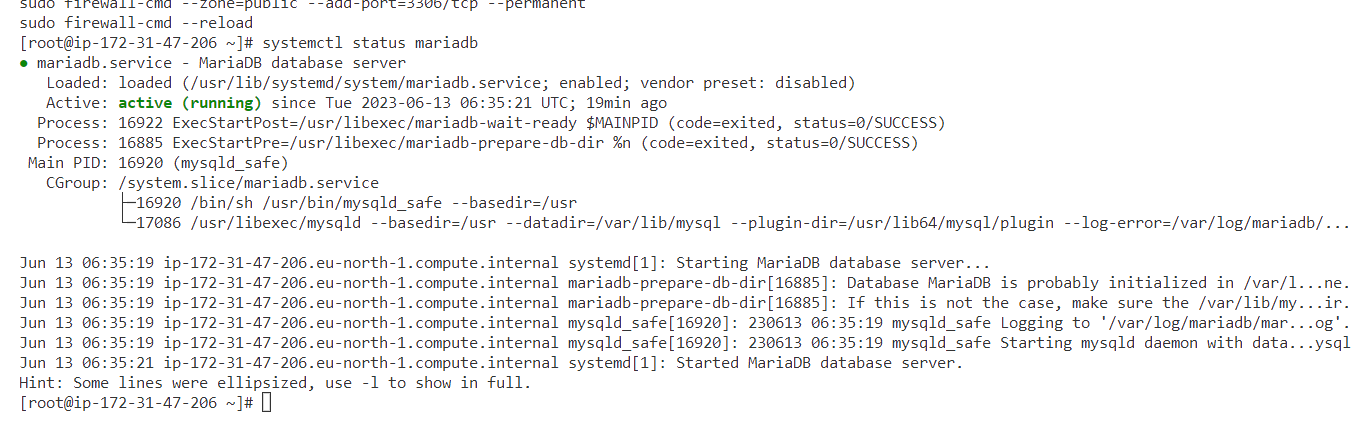 sudo firewall-cmd --zone=public --add-port=3306/tcp --permanent
sudo firewall-cmd --reload
[root@ip-172-31-47-206 ~]# systemctl status mariadb
● mariadb.service - MariaDB database server
   Loaded: loaded (/usr/lib/systemd/system/mariadb.service; enabled; vendor preset: disabled)
   Active: active (running) since Tue 2023-06-13 06:35:21 UTC; 19min ago
  Process: 16922 ExecStartPost=/usr/libexec/mariadb-wait-ready $MAINPID (code=exited, status=0/SUCCESS)
  Process: 16885 ExecStartPre=/usr/libexec/mariadb-prepare-db-dir %n (code=exited, status=0/SUCCESS)
 Main PID: 16920 (mysqld_safe)
   CGroup: /system.slice/mariadb.service
           ├─16920 /bin/sh /usr/bin/mysqld_safe --basedir=/usr
           └─17086 /usr/libexec/mysqld --basedir=/usr --datadir=/var/lib/mysql --plugin-dir=/usr/lib64/mysql/plugin --log-error=/var/log/mariadb/...
Jun 13 06:35:19 ip-172-31-47-206.eu-north-1.compute.internal systemd[1]: Starting MariaDB database server...
Jun 13 06:35:19 ip-172-31-47-206.eu-north-1.compute.internal mariadb-prepare-db-dir[16885]: Database MariaDB is probably initialized in /var/l...ne.
Jun 13 06:35:19 ip-172-31-47-206.eu-north-1.compute.internal mariadb-prepare-db-dir[16885]: If this is not the case, make sure the /var/lib/my...ir.
Jun 13 06:35:19 ip-172-31-47-206.eu-north-1.compute.internal mysqld_safe[16920]: 230613 06:35:19 mysqld_safe Logging to '/var/log/mariadb/mar...og'.
Jun 13 06:35:19 ip-172-31-47-206.eu-north-1.compute.internal mysqld_safe[16920]: 230613 06:35:19 mysqld_safe Starting mysqld daemon with data...ysql
Jun 13 06:35:21 ip-172-31-47-206.eu-north-1.compute.internal systemd[1]: Started MariaDB database server.
Hint: Some lines were ellipsized, use -l to show in full.
[root@ip-172-31-47-206 ~]#